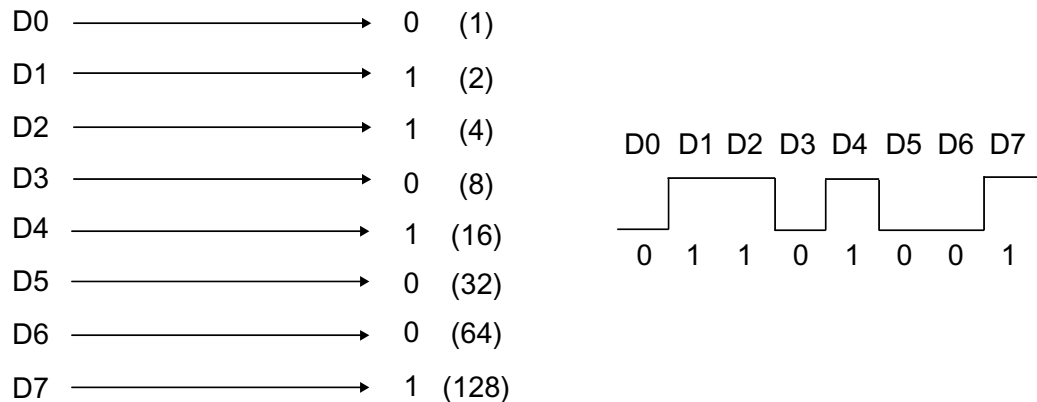 D0 0 (1)
D1 1 (2)
D2 1 (4)
D3 0 (8)
D4 1 (16)
D5 0 (32)
D6 0 (64)
D7 1 (128)
D0 D1 D2 D3 D4 D5 D6 D7
0 1 1 0 1 0 0 1